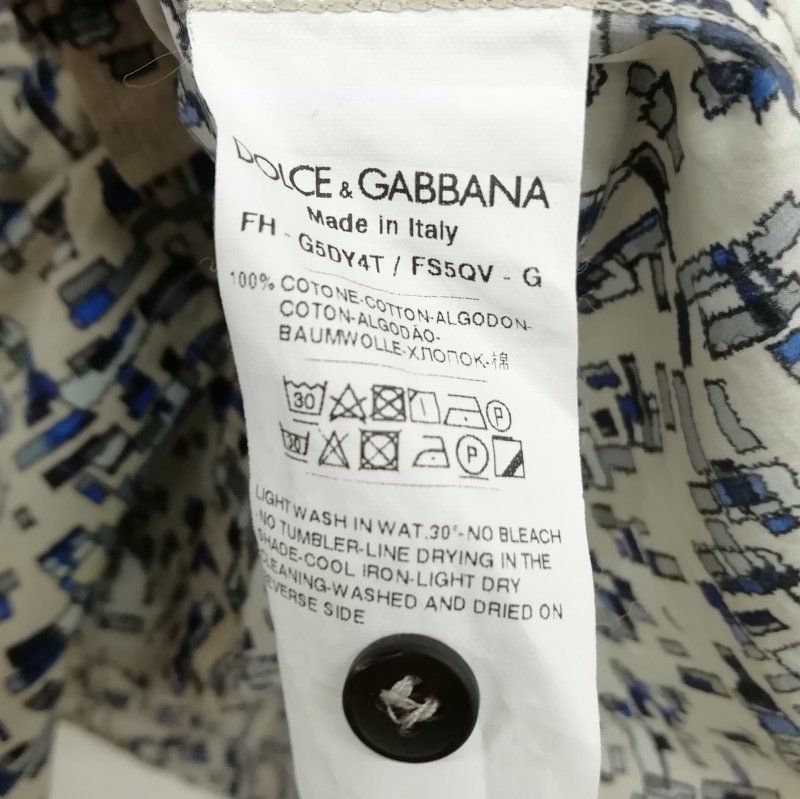 DOLCE & GABBANA
Made in Italy
FH - G5DY4T / FS5QV - G
100% COTONE-COTTON-ALGODON-
COTON-ALGODÃO-
BAUMWOLLE-ХЛОПОК-棉
30
30
LIGHT WASH IN WAT.30°-NO BLEACH
-NO TUMBLER-LINE DRYING IN THE
SHADE-COOL IRON-LIGHT DRY
CLEANING-WASHED AND DRIED ON
REVERSE SIDE